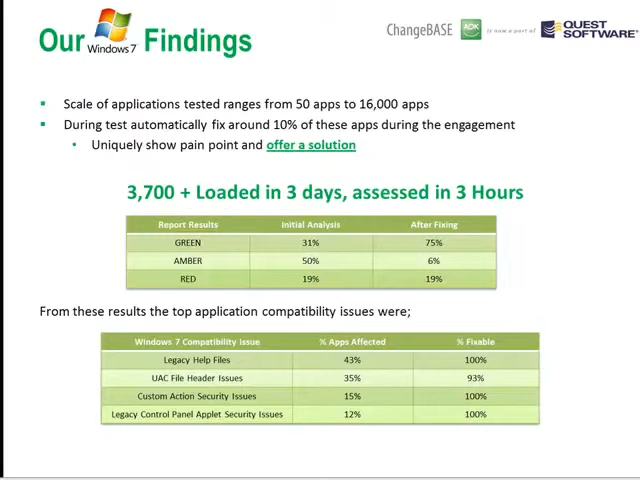 Our Windows 7 Findings
ChangeBASE AOK is now a part of QUEST SOFTWARE®
Scale of applications tested ranges from 50 apps to 16,000 apps
During test automatically fix around 10% of these apps during the engagement
Uniquely show pain point and offer a solution
3,700 + Loaded in 3 days, assessed in 3 Hours
Report Results Initial Analysis After Fixing
GREEN 31% 75%
AMBER 50% 6%
RED 19% 19%
From these results the top application compatibility issues were;
Windows 7 Compatibility Issue % Apps Affected % Fixable
Legacy Help Files 43% 100%
UAC File Header Issues 35% 93%
Custom Action Security Issues 15% 100%
Legacy Control Panel Applet Security Issues 12% 100%